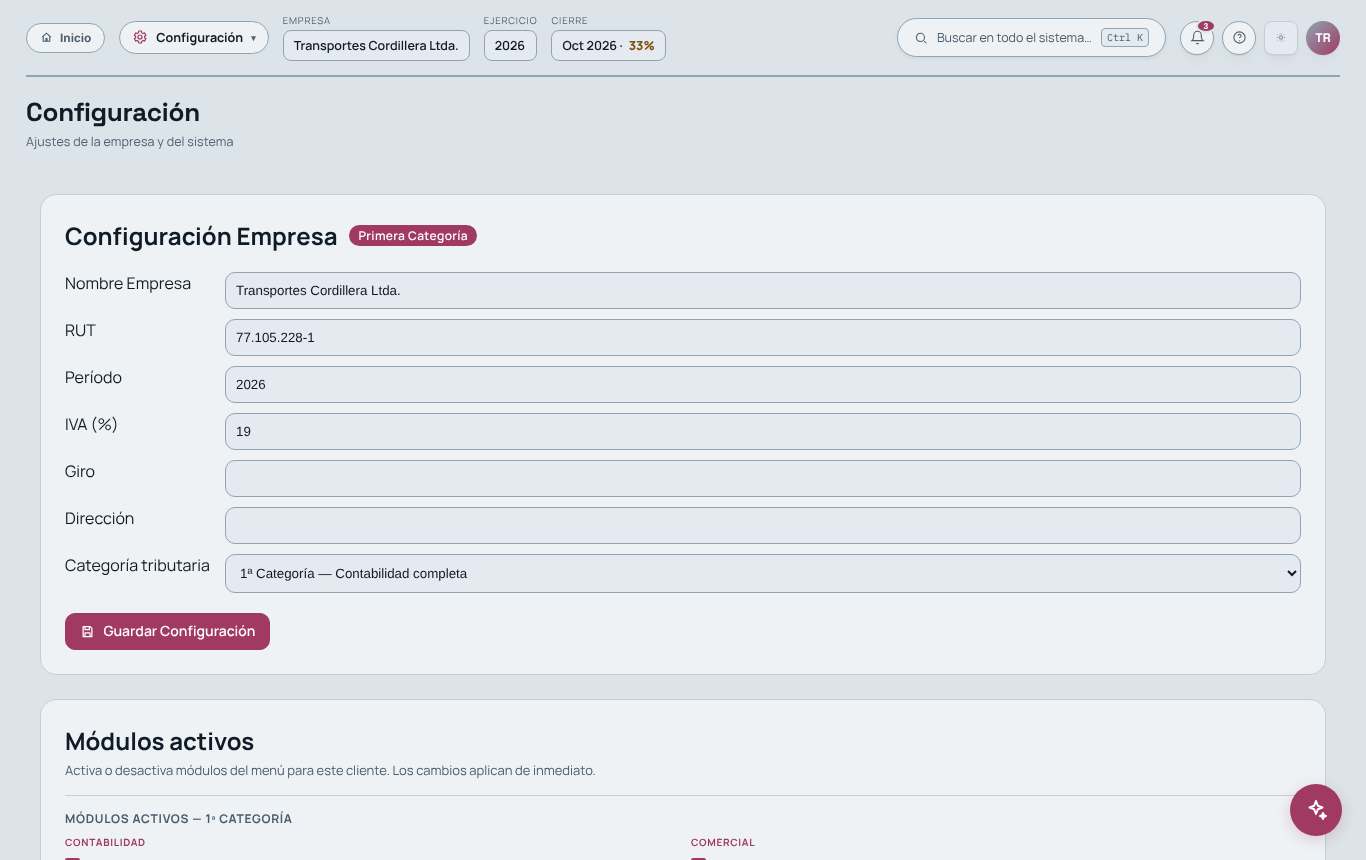 Inicio
Configuración ▾
EMPRESA
Transportes Cordillera Ltda.
EJERCICIO
2026
CIERRE
Oct 2026 · 33%
Buscar en todo el sistema... Ctrl K
3
TR
Configuración
Ajustes de la empresa y del sistema
Configuración Empresa Primera Categoría
Nombre Empresa Transportes Cordillera Ltda.
RUT 77.105.228-1
Período 2026
IVA (%) 19
Giro
Dirección
Categoría tributaria 1ª Categoría — Contabilidad completa
Guardar Configuración
Módulos activos
Activa o desactiva módulos del menú para este cliente. Los cambios aplican de inmediato.
MÓDULOS ACTIVOS — 1ª CATEGORÍA
CONTABILIDAD COMERCIAL